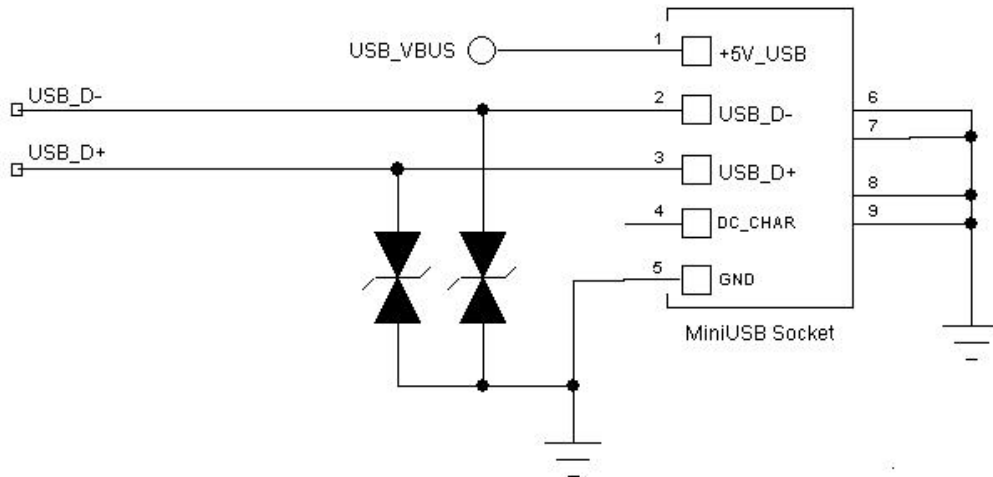 USB_VBUS
1
+5V_USB
USB_D-
2
USB_D-
6
7
USB_D+
3
USB_D+
8
4
DC_CHAR
9
5
GND
MiniUSB Socket